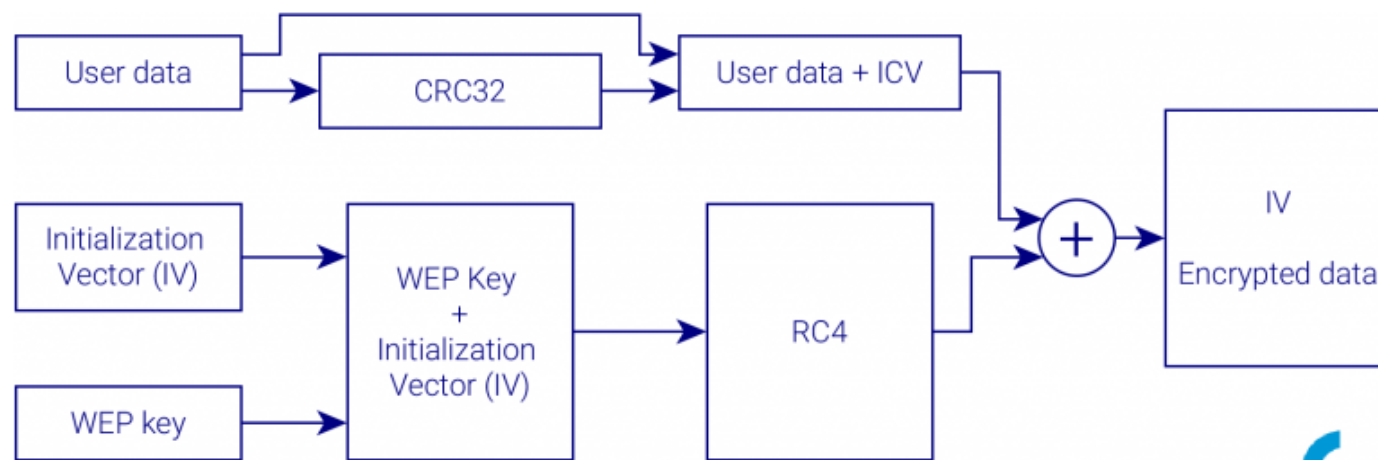 User data
CRC32
User data + ICV
Initialization
Vector (IV)
WEP key
WEP Key
+
Initialization
Vector (IV)
RC4
+
IV
Encrypted data